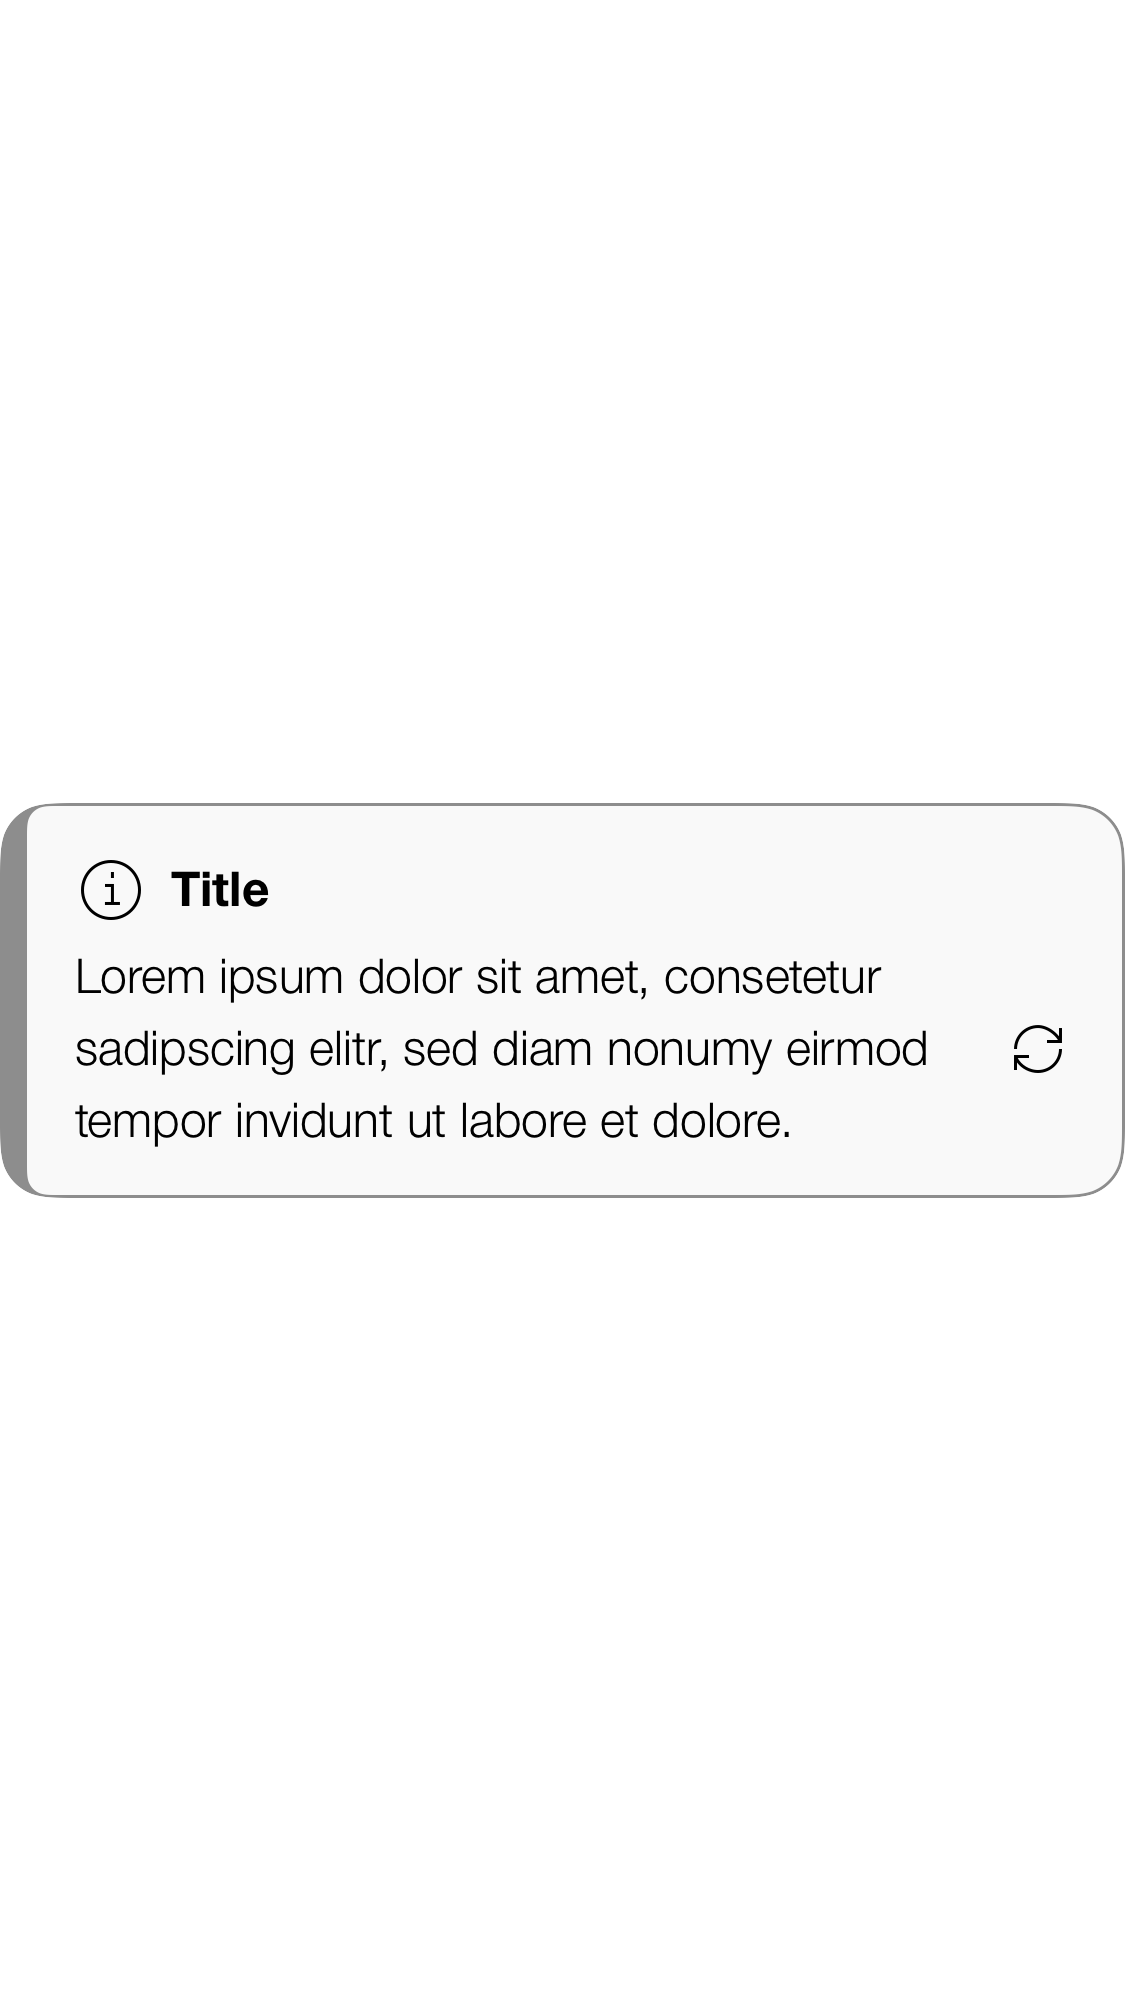 Title
Lorem ipsum dolor sit amet, consetetur
sadipscing elitr, sed diam nonumy eirmod
tempor invidunt ut labore et dolore.